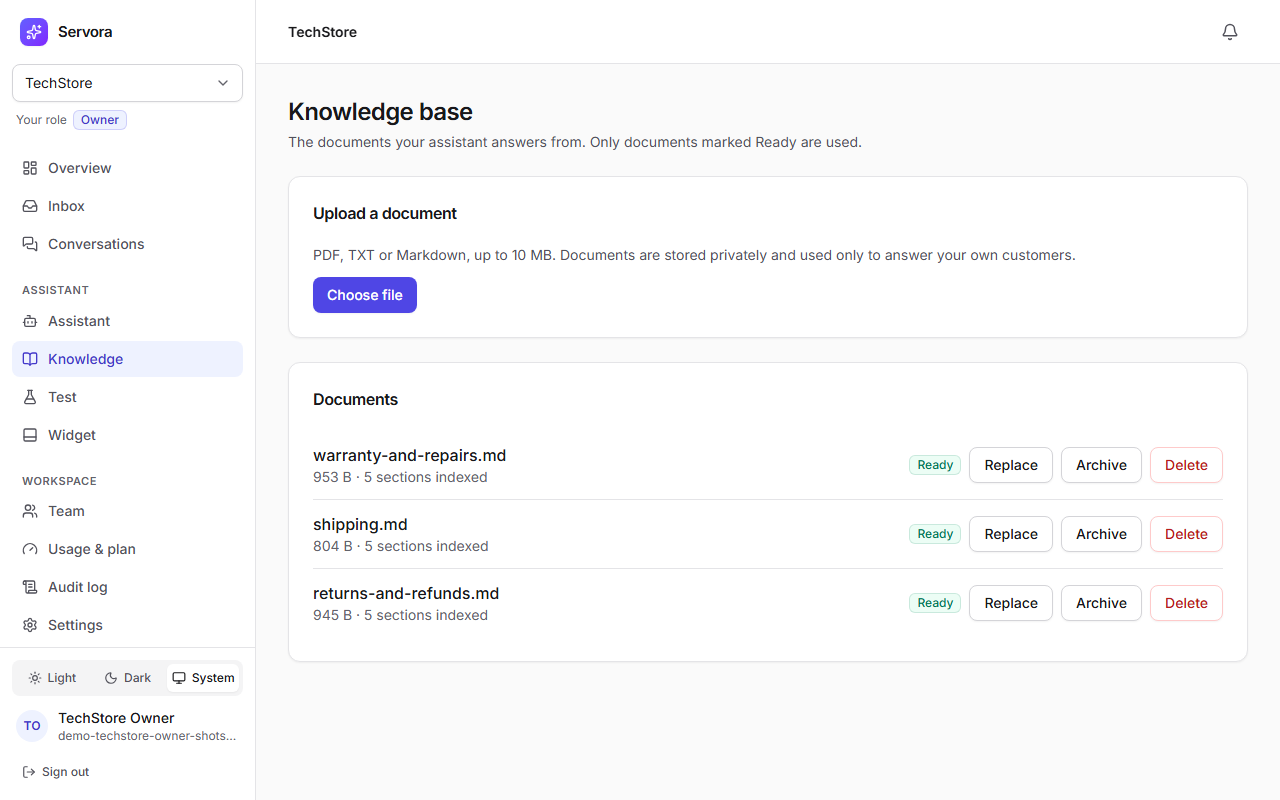 Servora
TechStore
Your role Owner
Overview
Inbox
Conversations
ASSISTANT
Assistant
Knowledge
Test
Widget
WORKSPACE
Team
Usage & plan
Audit log
Settings
Light Dark System
TO
TechStore Owner
demo-techstore-owner-shots...
Sign out
TechStore
Knowledge base
The documents your assistant answers from. Only documents marked Ready are used.
Upload a document
PDF, TXT or Markdown, up to 10 MB. Documents are stored privately and used only to answer your own customers.
Choose file
Documents
warranty-and-repairs.md
953 B · 5 sections indexed
Ready Replace Archive Delete
shipping.md
804 B · 5 sections indexed
Ready Replace Archive Delete
returns-and-refunds.md
945 B · 5 sections indexed
Ready Replace Archive Delete